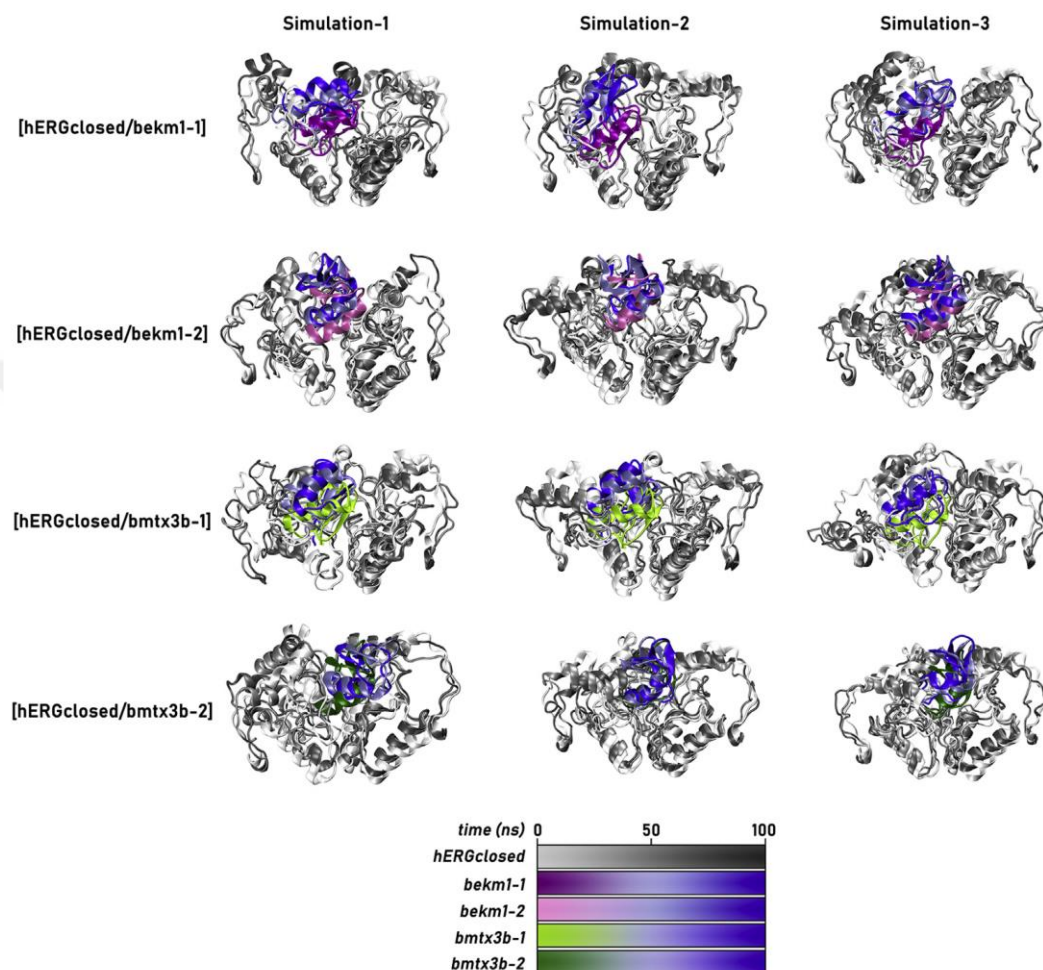 Simulation-1 Simulation-2 Simulation-3
[hERGclosed/bekm1-1]
[hERGclosed/bekm1-2]
[hERGclosed/bmtx3b-1]
[hERGclosed/bmtx3b-2]
time (ns) 0 50 100
hERGclosed
bekm1-1
bekm1-2
bmtx3b-1
bmtx3b-2